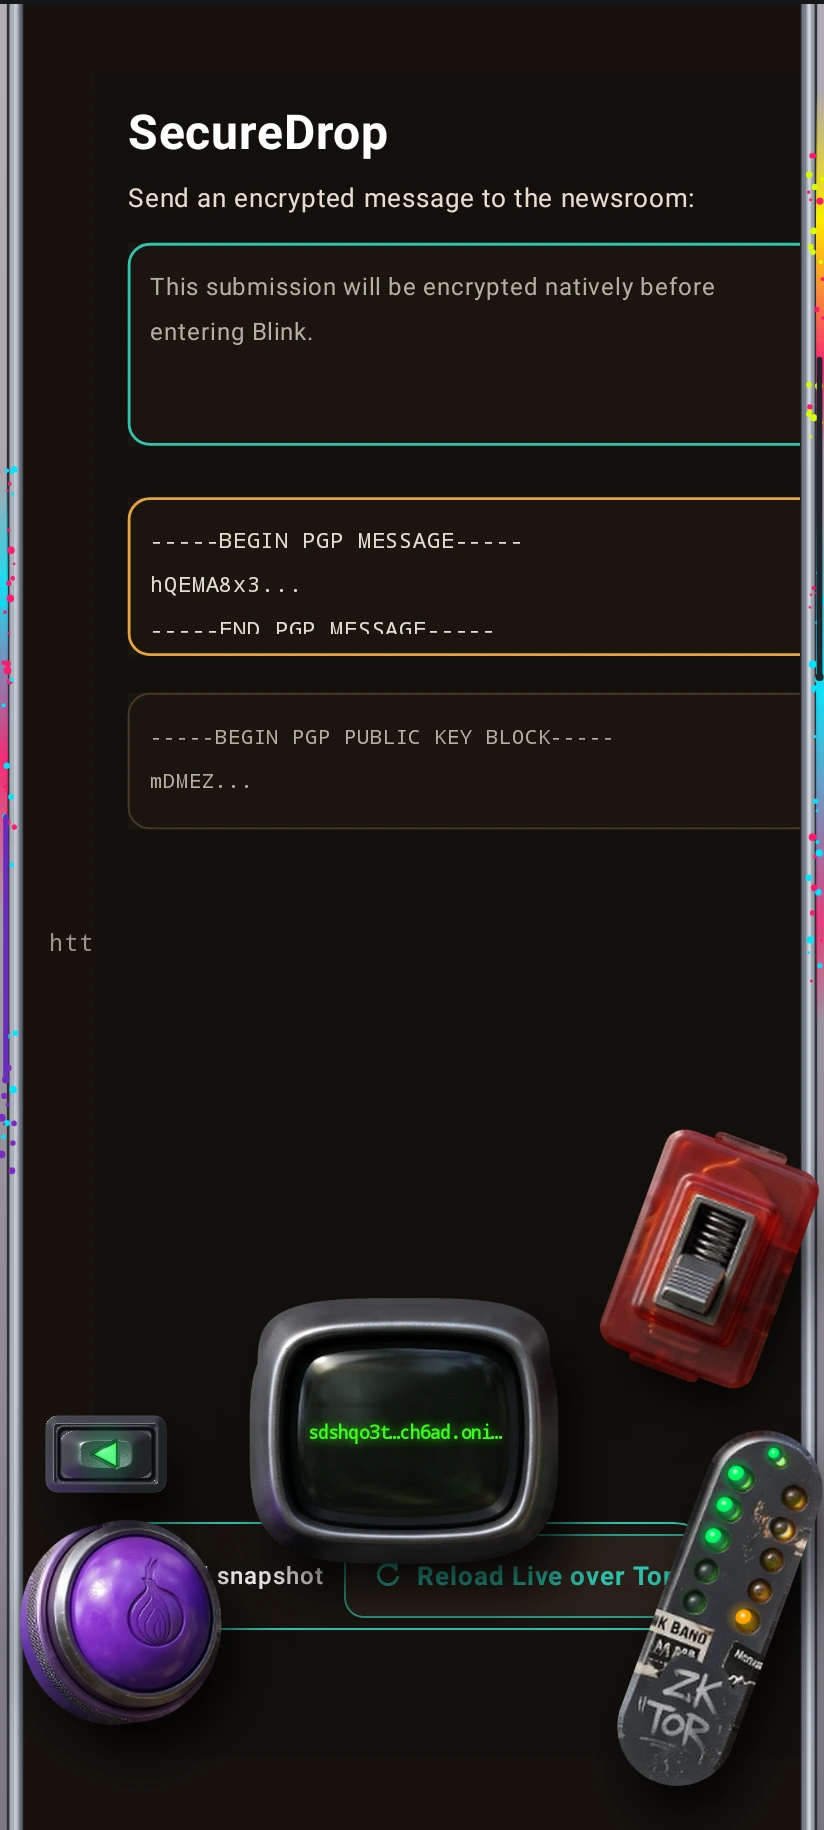 SecureDrop
Send an encrypted message to the newsroom:
This submission will be encrypted natively before
entering Blink.
-----BEGIN PGP MESSAGE-----
hQEMA8x3...
-----END PGP MESSAGE-----
-----BEGIN PGP PUBLIC KEY BLOCK-----
mDMEZ...
htt
sdshqo3t…ch6ad.oni…
snapshot
Reload Live over Tor
BAND
ZK
TOR